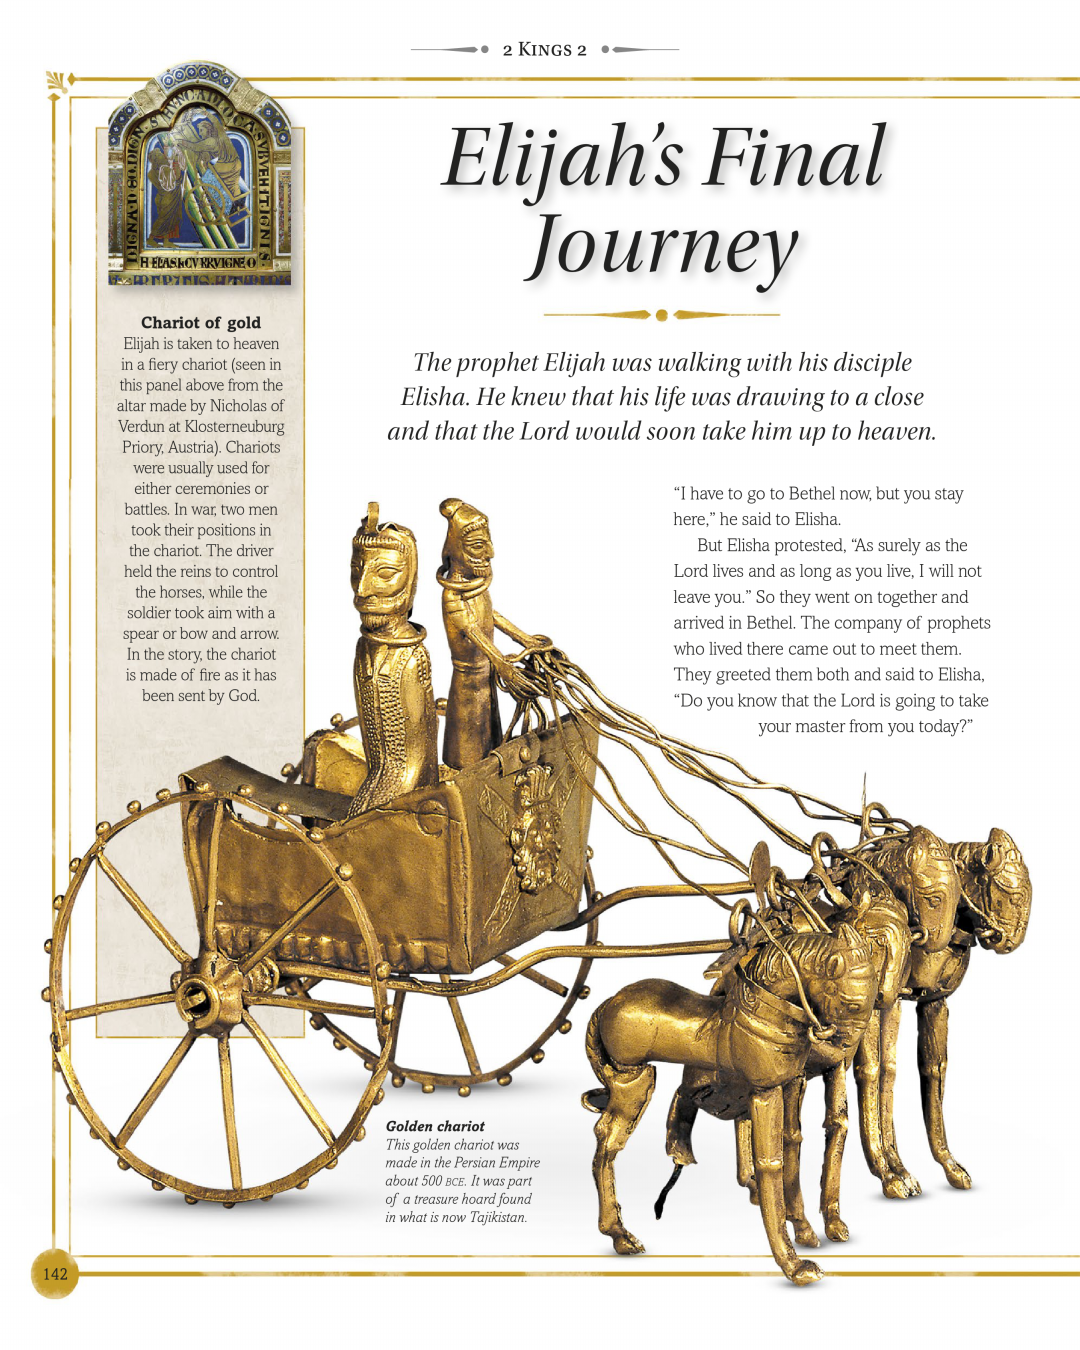 2 Kings 2
Elijah's Final
Journey
The prophet Elijah was walking with his disciple
Elisha. He knew that his life was drawing to a close
and that the Lord would soon take him up to heaven.
Chariot of gold
Elijah is taken to heaven
in a fiery chariot (seen in
this panel above from the
altar made by Nicholas of
Verdun at Klosterneuburg
Priory, Austria). Chariots
were usually used for
either ceremonies or
battles. In war, two men
took their positions in
the chariot. The driver
held the reins to control
the horses, while the
soldier took aim with a
spear or bow and arrow.
In the story, the chariot
is made of fire as it has
been sent by God.
“I have to go to Bethel now, but you stay
here,” he said to Elisha.
But Elisha protested, “As surely as the
Lord lives and as long as you live, I will not
leave you.” So they went on together and
arrived in Bethel. The company of prophets
who lived there came out to meet them.
They greeted them both and said to Elisha,
“Do you know that the Lord is going to take
your master from you today?”
Golden chariot
This golden chariot was
made in the Persian Empire
about 500 BCE. It was part
of a treasure hoard found
in what is now Tajikistan.
142